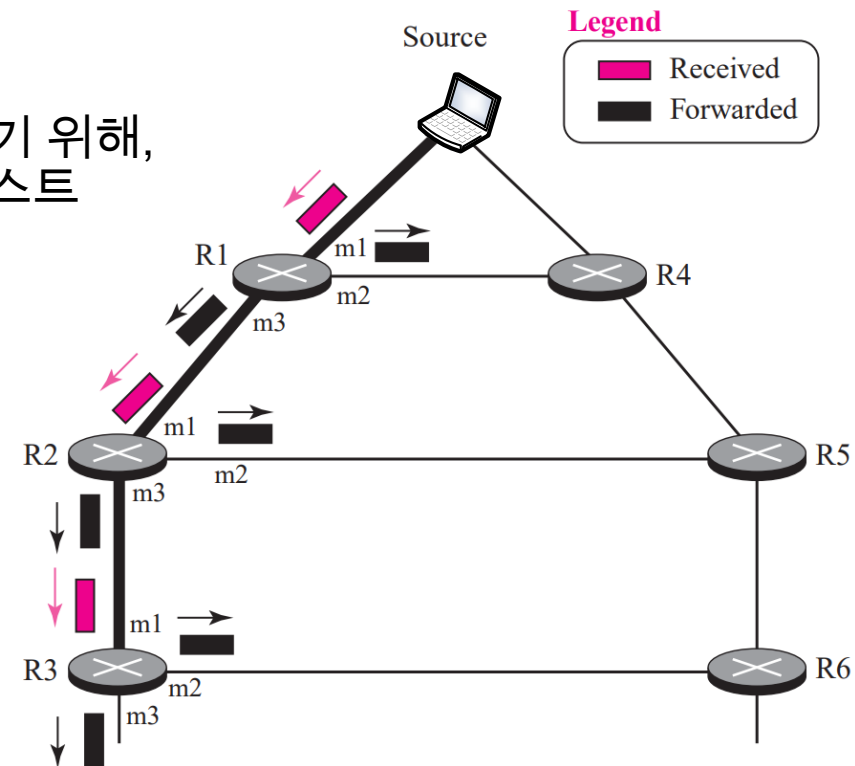 Legend
Source
Received
Forwarded
기 위해,
스트
R1
m1
m2
m3
R4
R2
m1
m2
m3
R5
R3
m1
m2
m3
R6